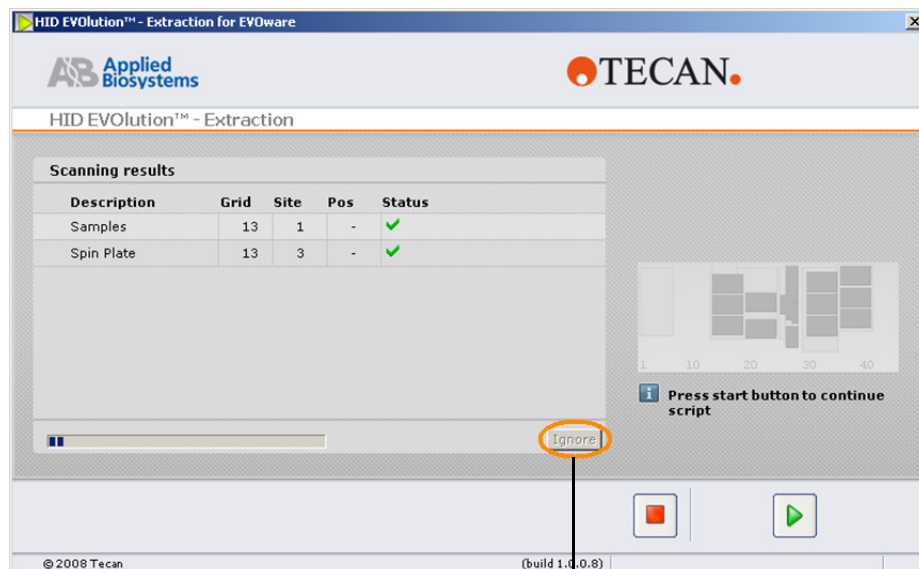 HID EVOlution™ - Extraction for EVOware
AB Applied Biosystems
TECAN.
HID EVOlution™ - Extraction
Scanning results
Description Grid Site Pos Status
Samples 13 1 -
Spin Plate 13 3 -
1 10 20 30 40
Press start button to continue
script
Ignore
© 2008 Tecan (build 1.0.0.8)